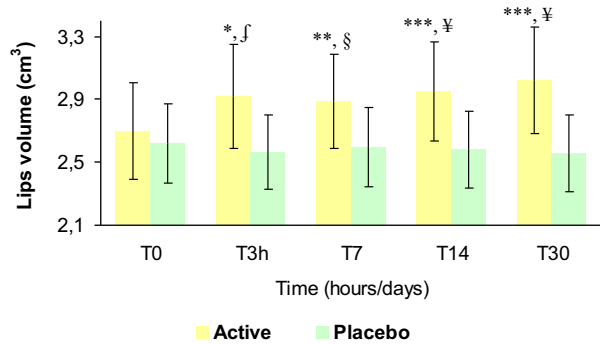 Lips volume (cm³)
3,3
2,9
2,5
2,1
*, ʄ
**, §
***, ¥
***, ¥
T0 T3h T7 T14 T30
Time (hours/days)
Active Placebo